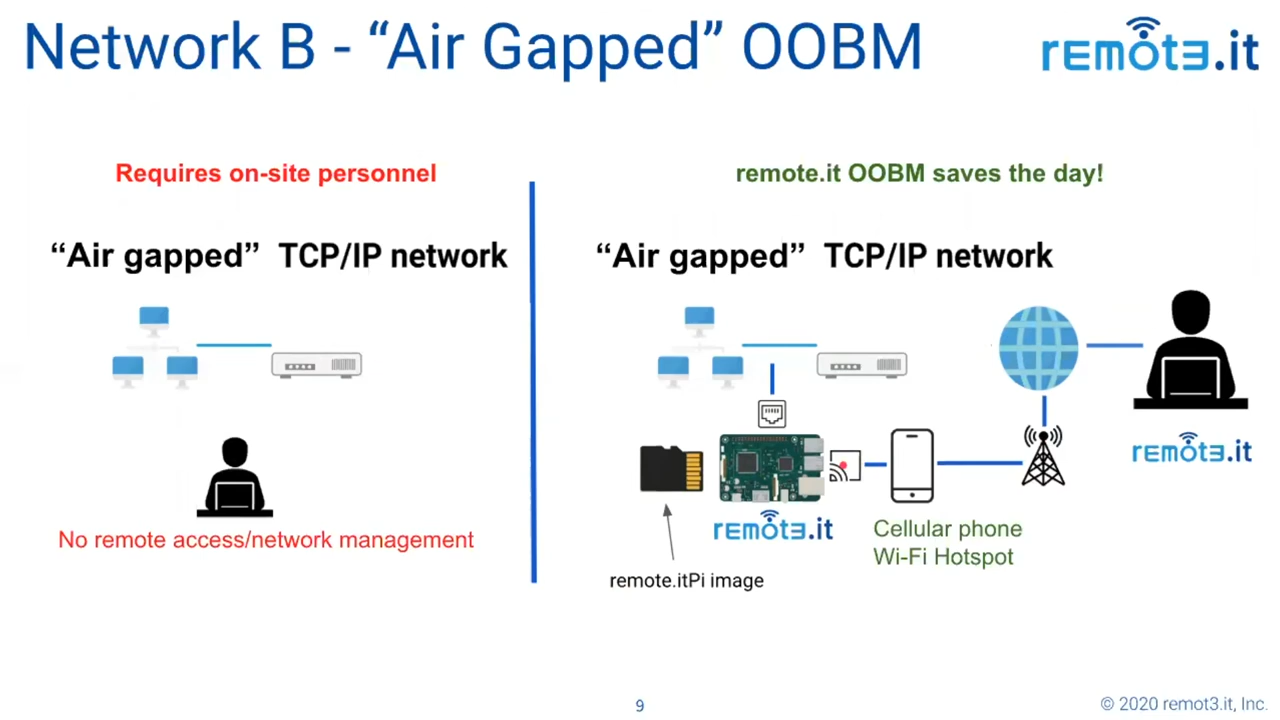 Network B - “Air Gapped” OOBM
remot3.it
Requires on-site personnel
remote.it OOBM saves the day!
“Air gapped” TCP/IP network
“Air gapped” TCP/IP network
remot3.it
remot3.it
No remote access/network management
Cellular phone
Wi-Fi Hotspot
remote.itPi image
9
© 2020 remot3.it, Inc.